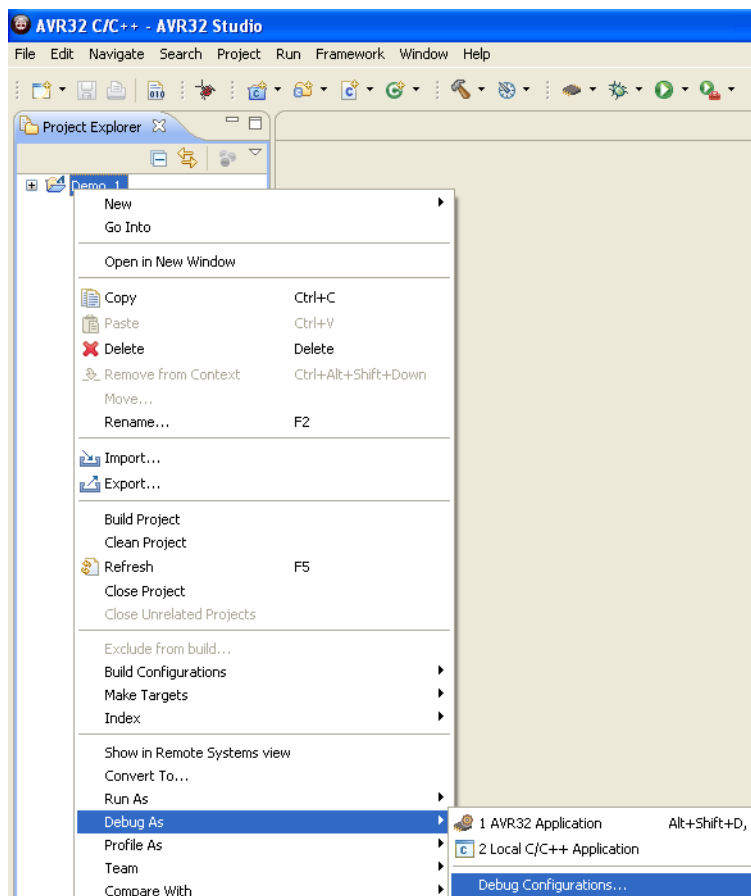 AVR32 C/C++ - AVR32 Studio
File Edit Navigate Search Project Run Framework Window Help
010
Project Explorer
Demo_1
New
Go Into
Open in New Window
Copy Ctrl+C
Paste Ctrl+V
Delete Delete
Remove from Context Ctrl+Alt+Shift+Down
Move...
Rename... F2
Import...
Export...
Build Project
Clean Project
Refresh F5
Close Project
Close Unrelated Projects
Exclude from build...
Build Configurations
Make Targets
Index
Show in Remote Systems view
Convert To...
Run As
Debug As
1 AVR32 Application Alt+Shift+D,
Profile As
2 Local C/C++ Application
Team
Compare With
Debug Configurations...